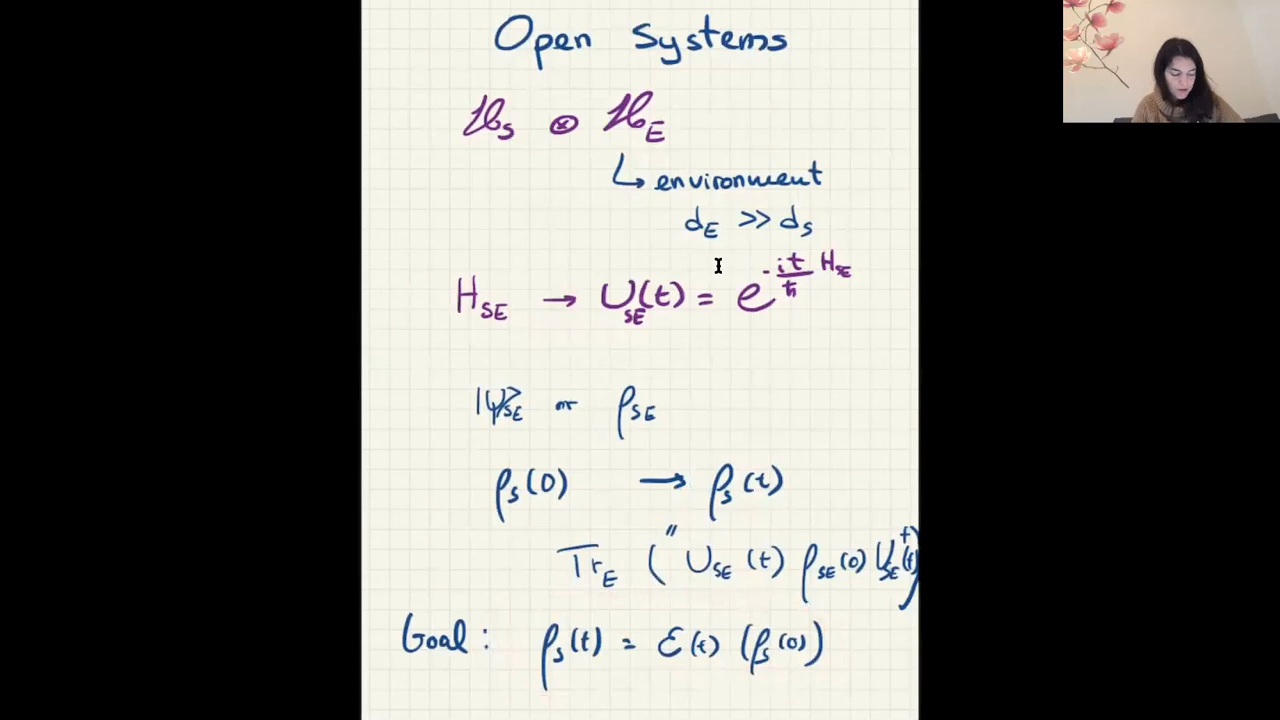 Open Systems
ℋ_S ⊗ ℋ_E
↳ environment
d_E >> d_S
H_SE → U_SE(t) = e^{-it/ħ H_SE}
|ψ⟩_SE or ρ_SE
ρ_S(0) → ρ_S(t)
"
Tr_E ( U_SE (t) ρ_SE(0) U_SE^†(t) )
Goal: ρ_S(t) = ℰ(t) (ρ_S(0))